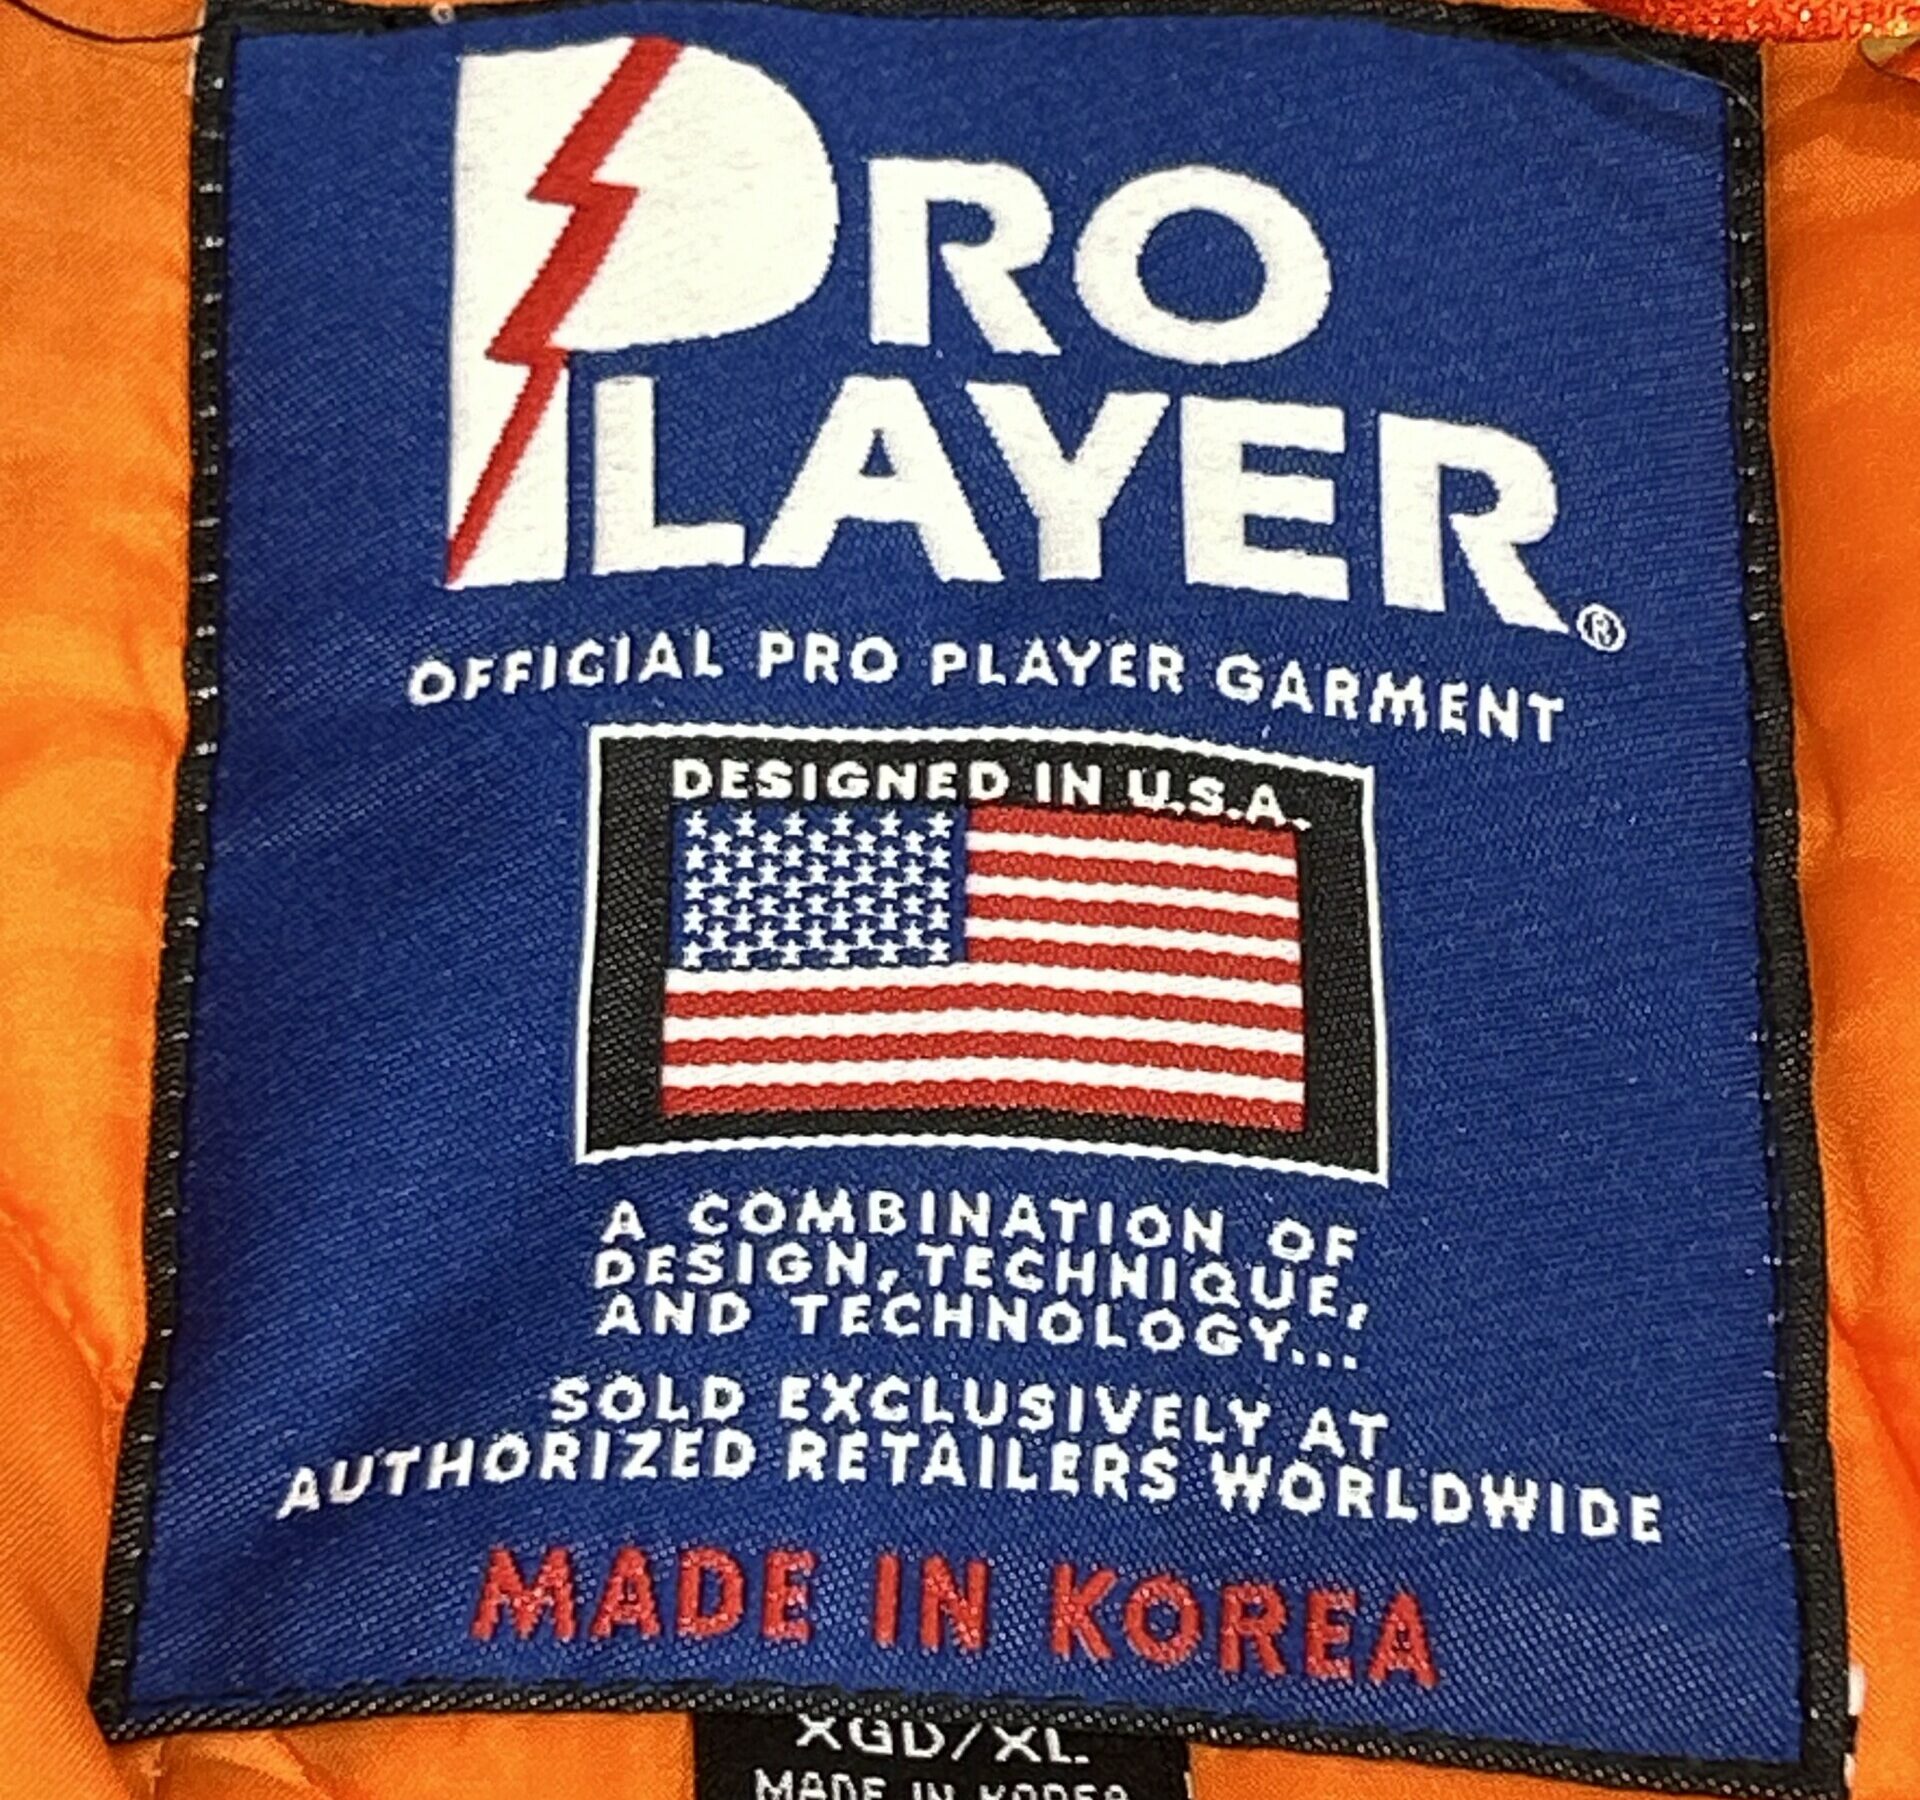 PRO
PLAYER®
OFFICIAL PRO PLAYER GARMENT
DESIGNED IN U.S.A.
A COMBINATION OF
DESIGN, TECHNIQUE,
AND TECHNOLOGY...
SOLD EXCLUSIVELY AT
AUTHORIZED RETAILERS WORLDWIDE
MADE IN KOREA
XGD/XL
MADE IN KOREA